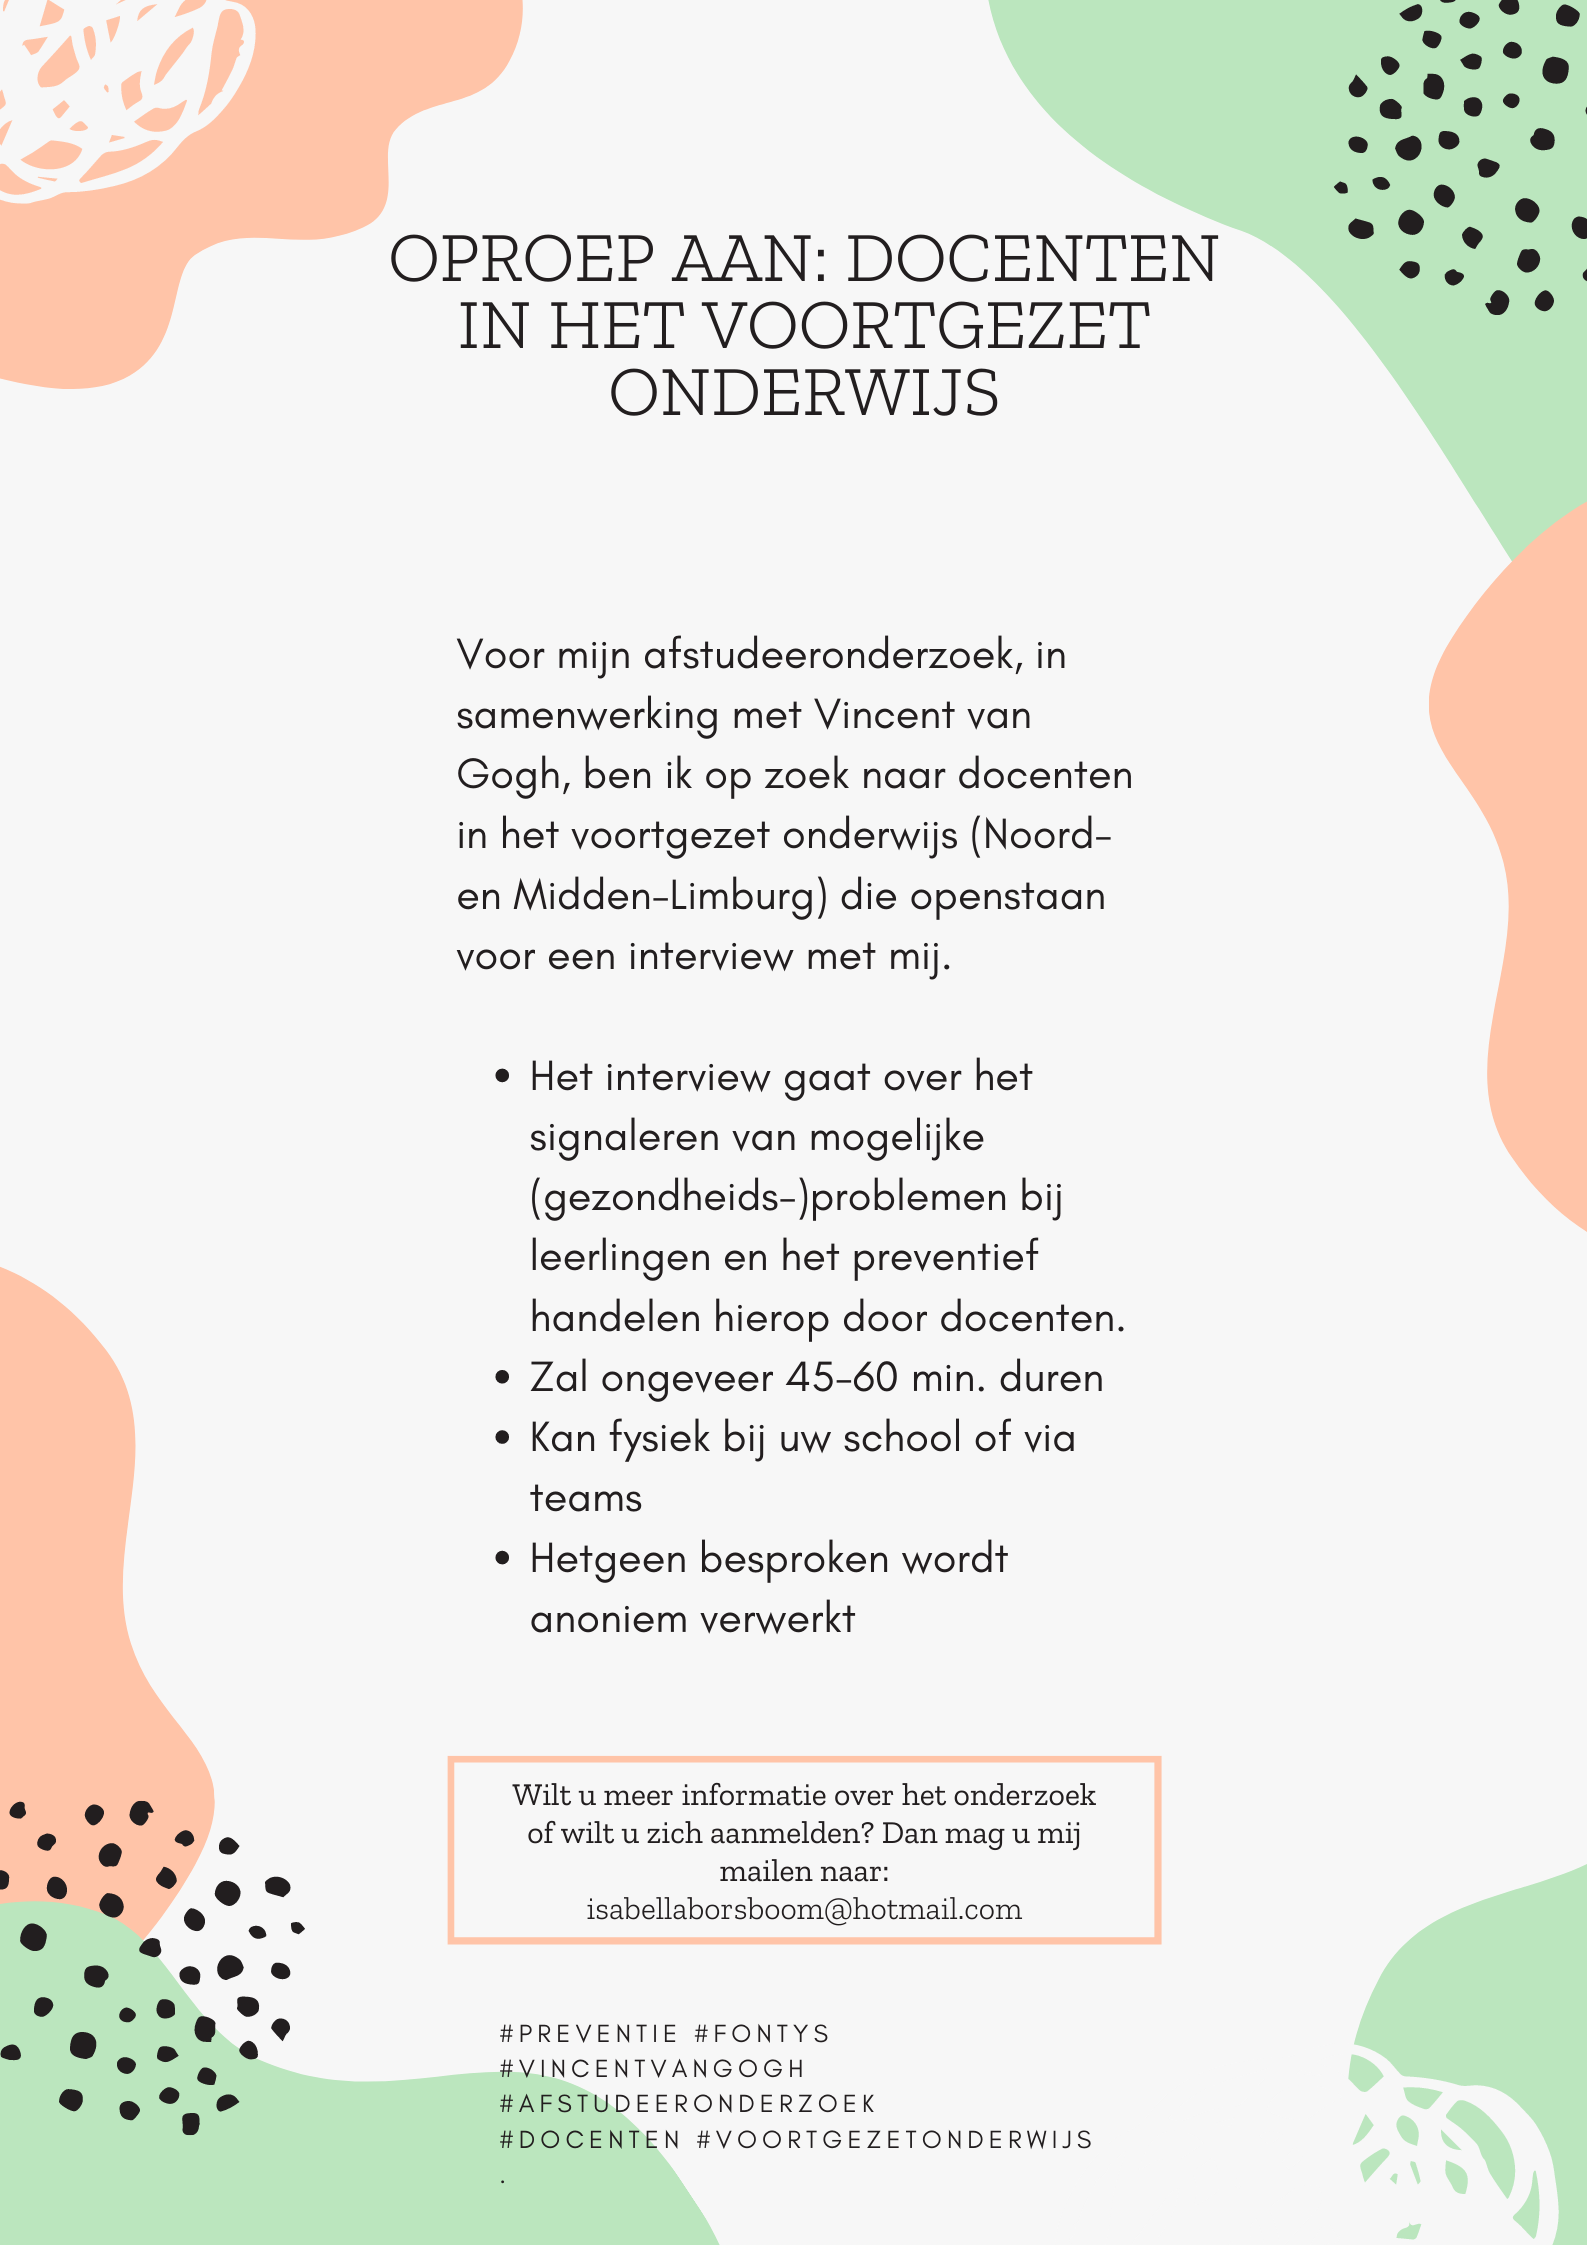 OPROEP AAN: DOCENTEN
IN HET VOORTGEZET
ONDERWIJS
Voor mijn afstudeeronderzoek, in
samenwerking met Vincent van
Gogh, ben ik op zoek naar docenten
in het voortgezet onderwijs (Noord-
en Midden-Limburg) die openstaan
voor een interview met mij.
• Het interview gaat over het
signaleren van mogelijke
(gezondheids-)problemen bij
leerlingen en het preventief
handelen hierop door docenten.
• Zal ongeveer 45-60 min. duren
• Kan fysiek bij uw school of via
teams
• Hetgeen besproken wordt
anoniem verwerkt
Wilt u meer informatie over het onderzoek
of wilt u zich aanmelden? Dan mag u mij
mailen naar:
isabellaborsboom@hotmail.com
#PREVENTIE #FONTYS
#VINCENTVANGOGH
#AFSTUDEERONDERZOEK
#DOCENTEN #VOORTGEZETONDERWIJS
.